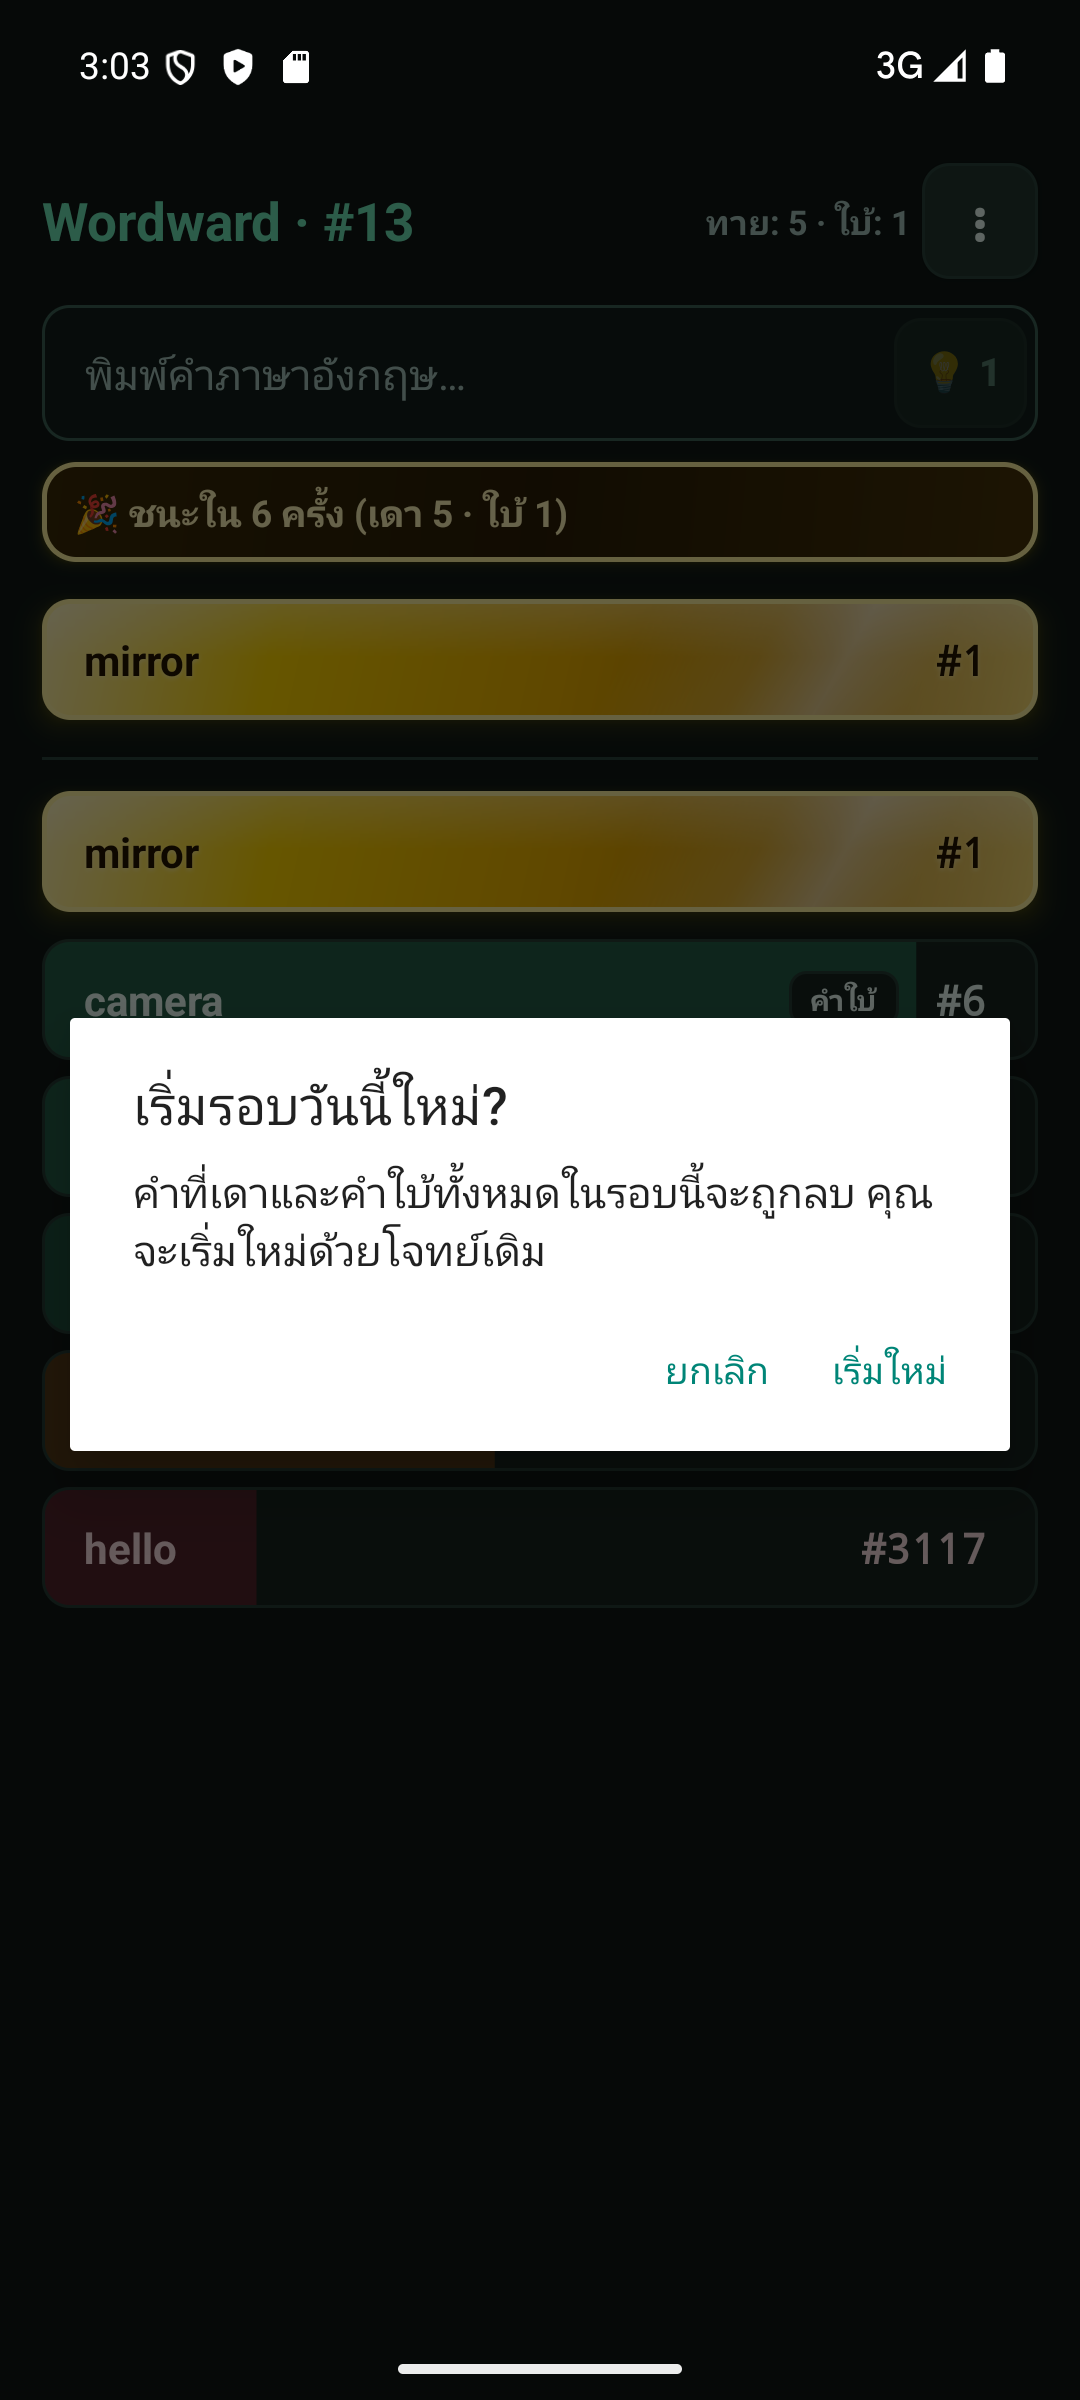 3:03
3G
Wordward · #13
ทาย: 5 · ใบ้: 1
พิมพ์คำภาษาอังกฤษ...
💡 1
🎉 ชนะใน 6 ครั้ง (เดา 5 · ใบ้ 1)
mirror #1
mirror #1
camera คำใบ้ #6
เริ่มรอบวันนี้ใหม่?
คำที่เดาและคำใบ้ทั้งหมดในรอบนี้จะถูกลบ คุณ
จะเริ่มใหม่ด้วยโจทย์เดิม
ยกเลิก เริ่มใหม่
hello #3117